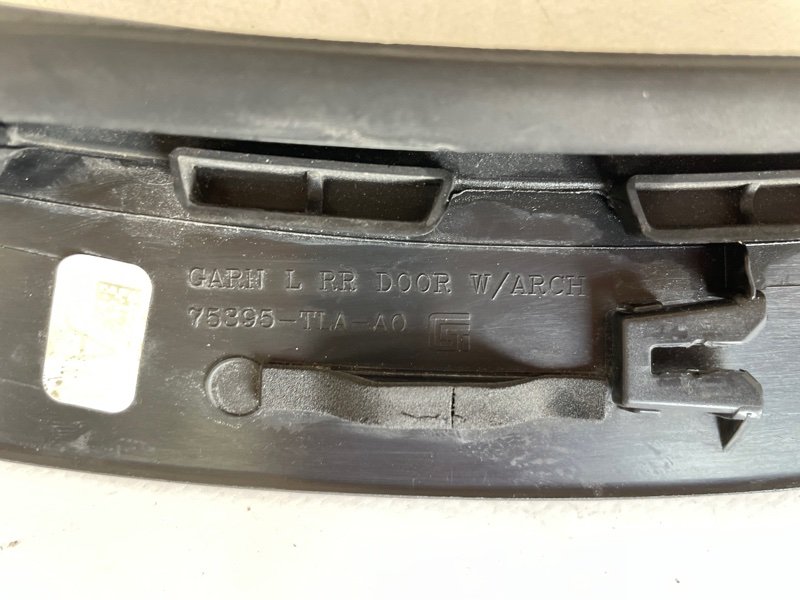 GARN L RR DOOR W/ARCH
75395-TLA-A0